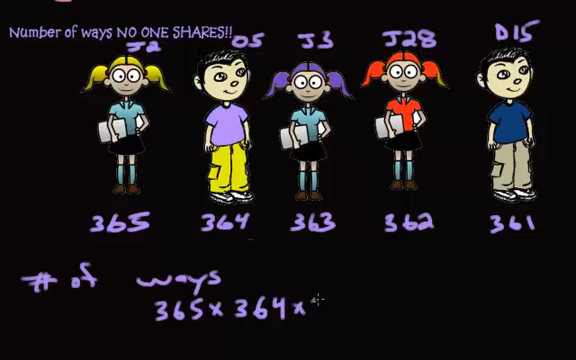 Number of ways NO ONE SHARES!!
J2 O5 J3 J28 D15
365 364 363 362 361
# of ways
365 x 364 x